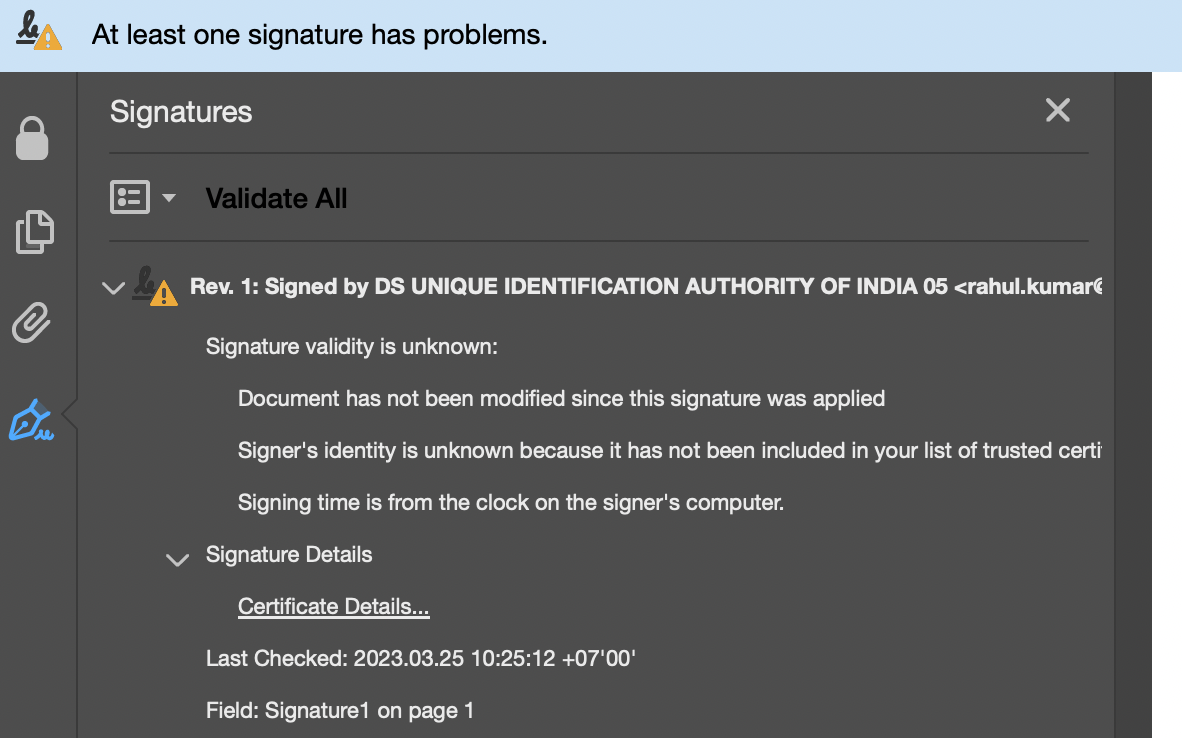 At least one signature has problems.
Signatures
Validate All
Rev. 1: Signed by DS UNIQUE IDENTIFICATION AUTHORITY OF INDIA 05 <rahul.kumar@
Signature validity is unknown:
Document has not been modified since this signature was applied
Signer's identity is unknown because it has not been included in your list of trusted certi
Signing time is from the clock on the signer's computer.
Signature Details
Certificate Details...
Last Checked: 2023.03.25 10:25:12 +07'00'
Field: Signature1 on page 1